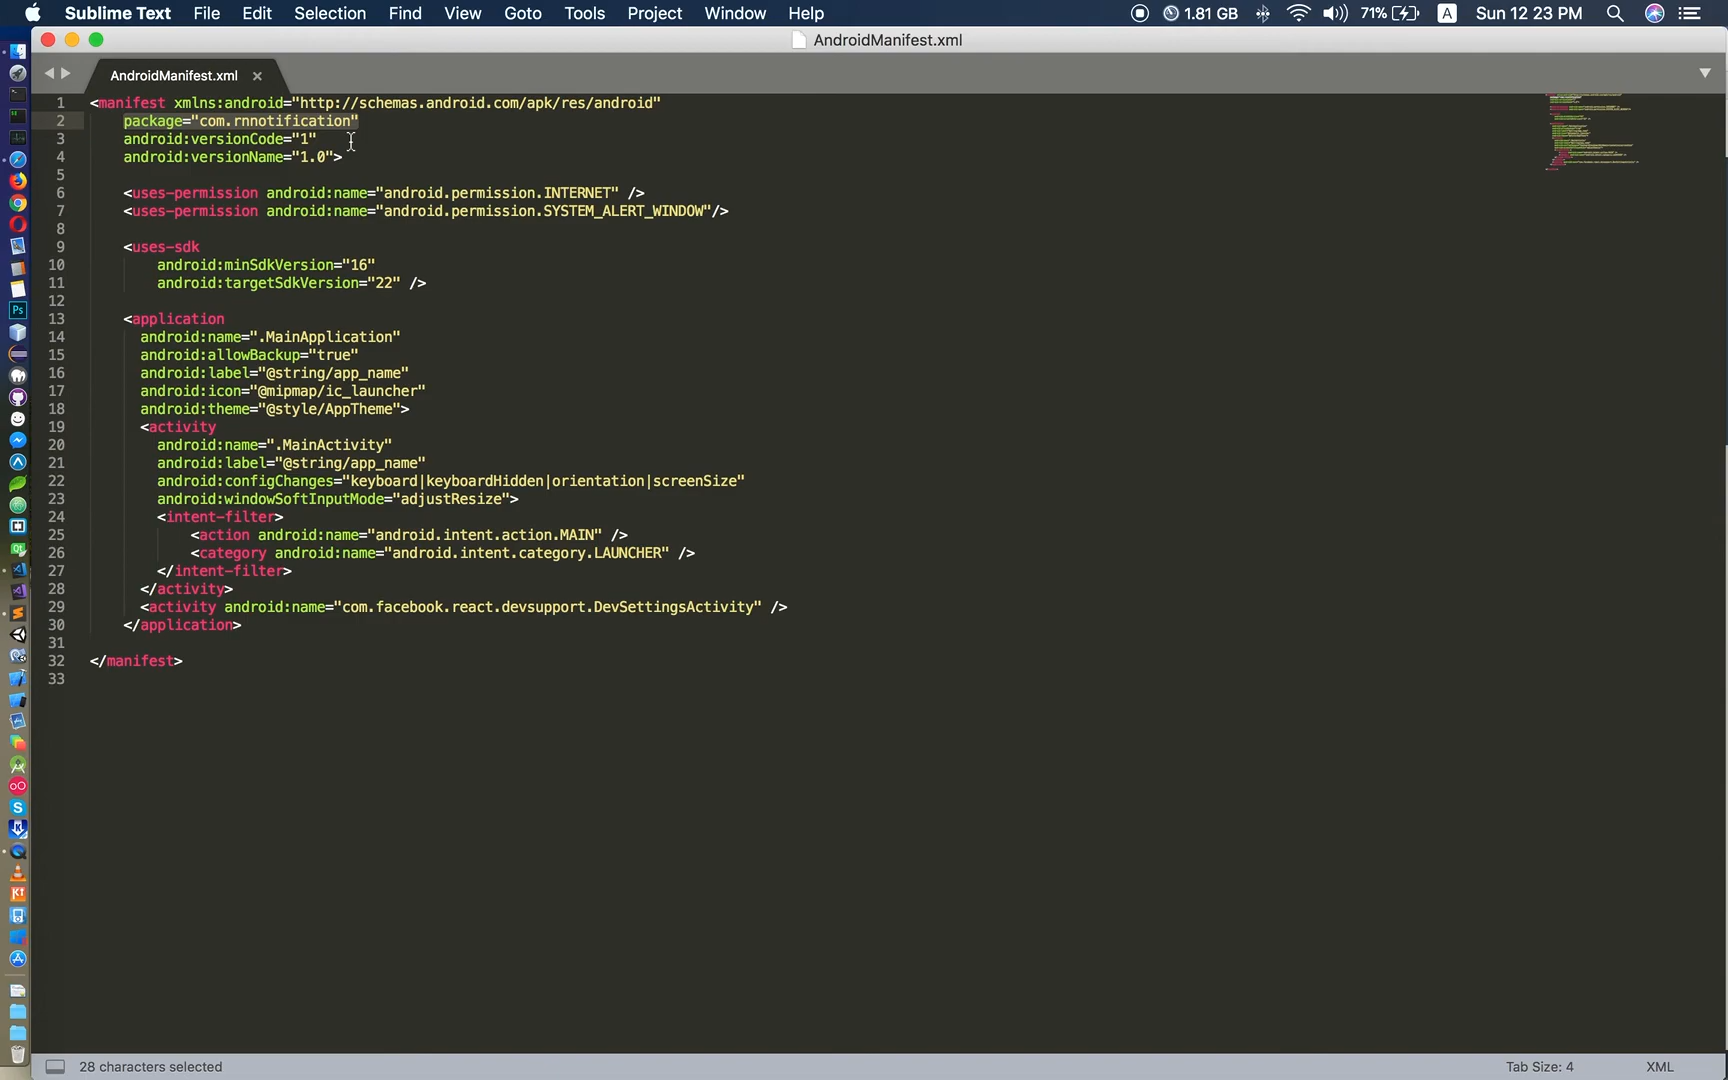 Sublime Text File Edit Selection Find View Goto Tools Project Window Help 1.81 GB 71% A Sun 12 23 PM
AndroidManifest.xml
AndroidManifest.xml
1 <manifest xmlns:android="http://schemas.android.com/apk/res/android"
2 package="com.rnnotification"
3 android:versionCode="1"
4 android:versionName="1.0">
5
6 <uses-permission android:name="android.permission.INTERNET" />
7 <uses-permission android:name="android.permission.SYSTEM_ALERT_WINDOW"/>
8
9 <uses-sdk
10 android:minSdkVersion="16"
11 android:targetSdkVersion="22" />
12
13 <application
14 android:name=".MainApplication"
15 android:allowBackup="true"
16 android:label="@string/app_name"
17 android:icon="@mipmap/ic_launcher"
18 android:theme="@style/AppTheme">
19 <activity
20 android:name=".MainActivity"
21 android:label="@string/app_name"
22 android:configChanges="keyboard|keyboardHidden|orientation|screenSize"
23 android:windowSoftInputMode="adjustResize">
24 <intent-filter>
25 <action android:name="android.intent.action.MAIN" />
26 <category android:name="android.intent.category.LAUNCHER" />
27 </intent-filter>
28 </activity>
29 <activity android:name="com.facebook.react.devsupport.DevSettingsActivity" />
30 </application>
31
32 </manifest>
33
Ps
28 characters selected Tab Size: 4 XML